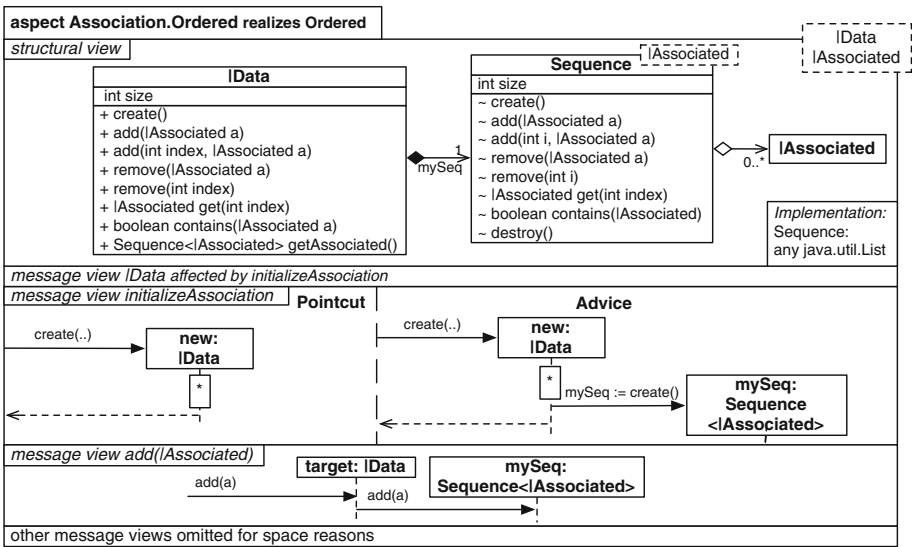 aspect Association.Ordered realizes Ordered
structural view
|Data
|Associated
|Data
int size
+ create()
+ add(|Associated a)
+ add(int index, |Associated a)
+ remove(|Associated a)
+ remove(int index)
+ |Associated get(int index)
+ boolean contains(|Associated a)
+ Sequence<|Associated> getAssociated()
1
mySeq
Sequence
|Associated
int size
~ create()
~ add(|Associated a)
~ add(int i, |Associated a)
~ remove(|Associated a)
~ remove(int i)
~ |Associated get(int index)
~ boolean contains(|Associated)
~ destroy()
0..*
|Associated
Implementation:
Sequence:
any java.util.List
message view |Data affected by initializeAssociation
message view initializeAssociation
Pointcut
Advice
create(..)
new:
|Data
*
create(..)
new:
|Data
*
mySeq := create()
mySeq:
Sequence
<|Associated>
message view add(|Associated)
target: |Data
mySeq:
Sequence<|Associated>
add(a)
add(a)
other message views omitted for space reasons